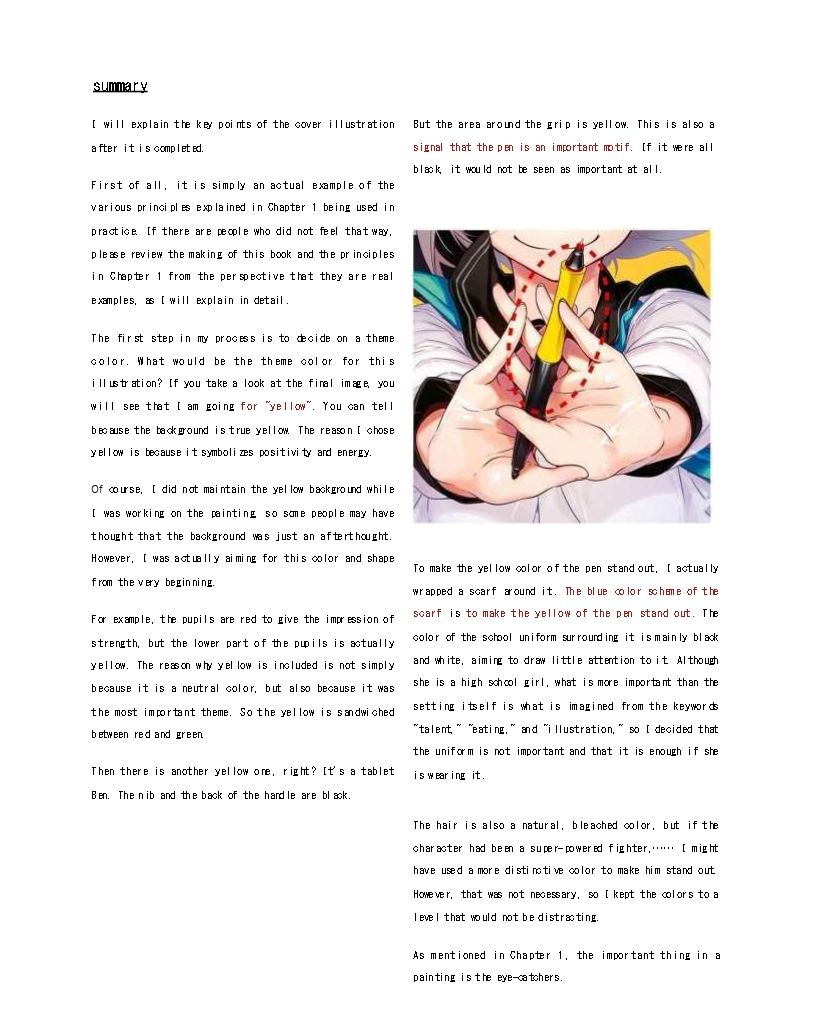 summary
I will explain the key points of the cover illustration
after it is completed.
First of all, it is simply an actual example of the
various principles explained in Chapter 1 being used in
practice. If there are people who did not feel that way,
please review the making of this book and the principles
in Chapter 1 from the perspective that they are real
examples, as I will explain in detail.
The first step in my process is to decide on a theme
color. What would be the theme color for this
illustration? If you take a look at the final image, you
will see that I am going for "yellow". You can tell
because the background is true yellow. The reason I chose
yellow is because it symbolizes positivity and energy.
Of course, I did not maintain the yellow background while
I was working on the painting, so some people may have
thought that the background was just an afterthought.
However, I was actually aiming for this color and shape
from the very beginning.
For example, the pupils are red to give the impression of
strength, but the lower part of the pupils is actually
yellow. The reason why yellow is included is not simply
because it is a neutral color, but also because it was
the most important theme. So the yellow is sandwiched
between red and green.
Then there is another yellow one, right? It's a tablet
Ben. The nib and the back of the handle are black.
But the area around the grip is yellow. This is also a
signal that the pen is an important motif. If it were all
black, it would not be seen as important at all.
To make the yellow color of the pen stand out, I actually
wrapped a scarf around it. The blue color scheme of the
scarf is to make the yellow of the pen stand out. The
color of the school uniform surrounding it is mainly black
and white, aiming to draw little attention to it. Although
she is a high school girl, what is more important than the
setting itself is what is imagined from the keywords
"talent," "eating," and "illustration," so I decided that
the uniform is not important and that it is enough if she
is wearing it.
The hair is also a natural, bleached color, but if the
character had been a super-powered fighter,…… I might
have used a more distinctive color to make him stand out.
However, that was not necessary, so I kept the colors to a
level that would not be distracting.
As mentioned in Chapter 1, the important thing in a
painting is the eye-catchers.